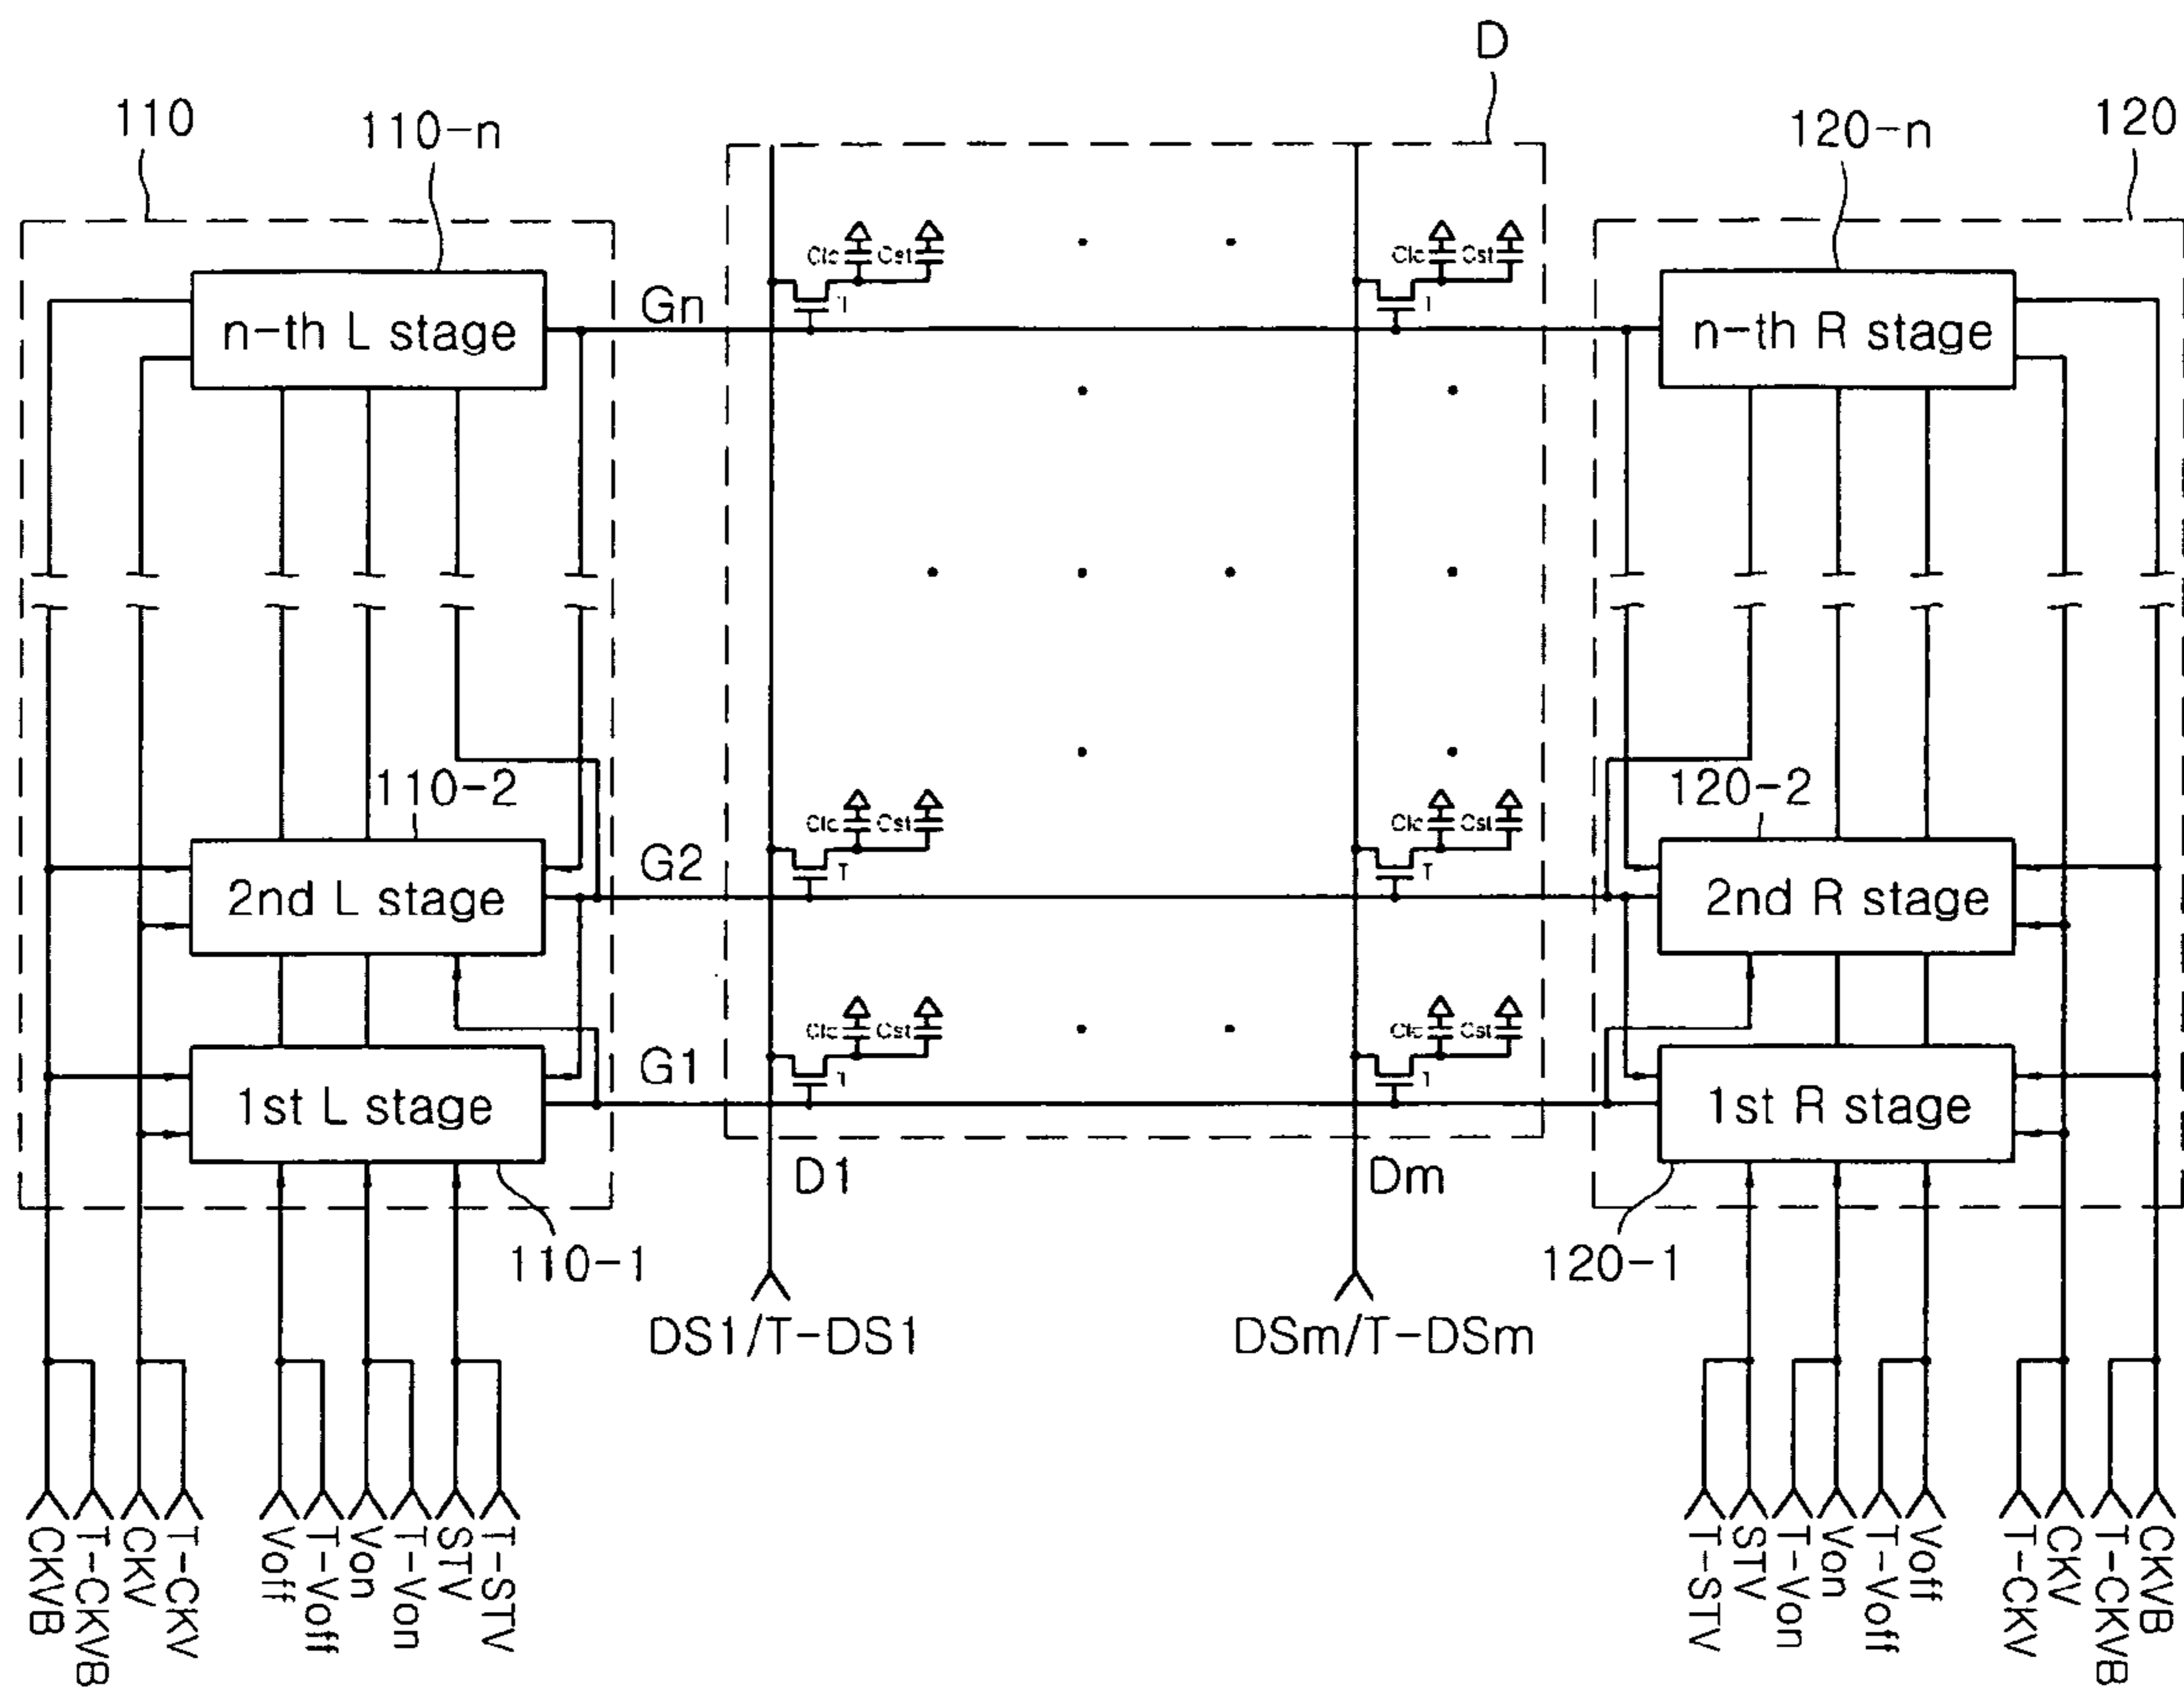 D
110
110-n
120-n
120
Clc Cst
Clc Cst
T
T
n-th L stage
Gn
n-th R stage
110-2
120-2
Clc Cst
Clc Cst
T
T
2nd L stage
G2
2nd R stage
Clc Cst
Clc Cst
T
T
1st L stage
G1
1st R stage
D1
Dm
110-1
120-1
DS1/T-DS1
DSm/T-DSm
CKVB
T-CKVB
CKV
T-CKV
Voff
T-Voff
Von
T-Von
STV
T-STV
T-STV
STV
T-Von
Von
T-Voff
Voff
T-CKV
CKV
T-CKVB
CKVB